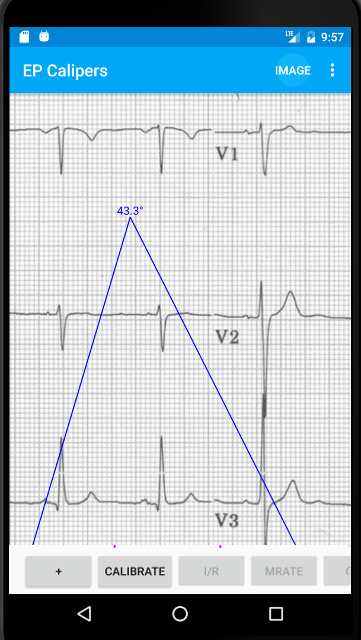 LTE 9:57
EP Calipers IMAGE
V1
43.3°
V2
V3
+ CALIBRATE I/R MRATE